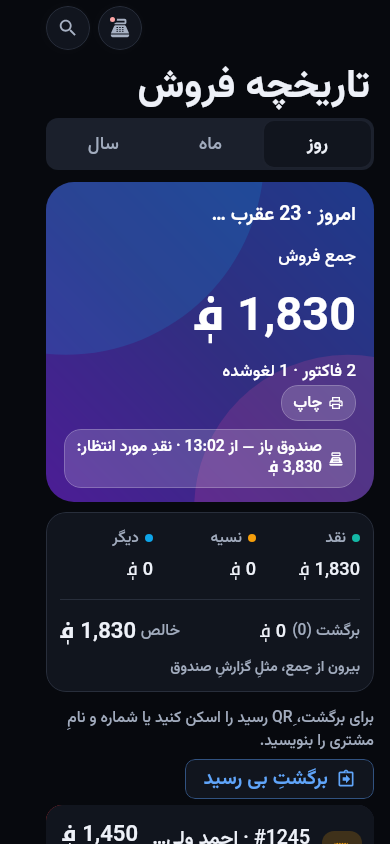 تاریخچه فروش
روز
ماه
سال
امروز · 23 عقرب ...
جمع فروش
1,830 ؋
2 فاکتور · 1 لغوشده
چاپ
صندوق باز — از 13:02 · نقدِ مورد انتظار:
3,830 ؋
نقد
نسیه
دیگر
1,830 ؋
0 ؋
0 ؋
برگشت (0) 0 ؋
خالص 1,830 ؋
بیرون از جمع، مثلِ گزارشِ صندوق
برای برگشت، QRِ رسید را اسکن کنید یا شماره و نامِ
مشتری را بنویسید.
برگشتِ بی رسید
#1245 · احمد ولی...
1,450 ؋